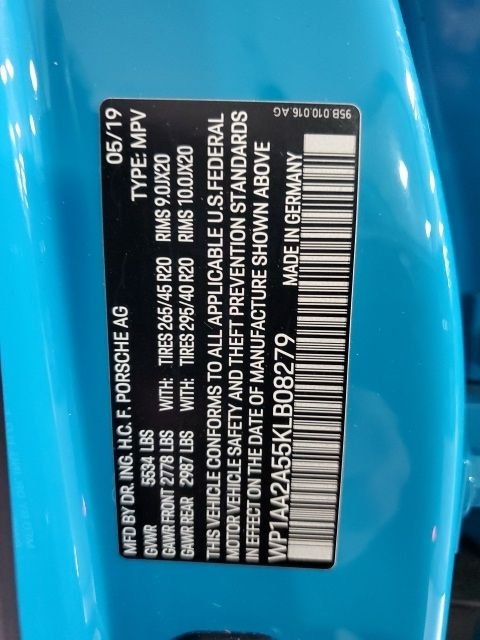 MFD BY DR. ING. H.C. F. PORSCHE AG 05/19
GVWR 5534 LBS TYPE: MPV
GAWR FRONT 2778 LBS WITH: TIRES 265/45 R20 RIMS 9.0JX20
GAWR REAR 2987 LBS WITH: TIRES 295/40 R20 RIMS 10.0JX20
THIS VEHICLE CONFORMS TO ALL APPLICABLE U.S. FEDERAL
MOTOR VEHICLE SAFETY AND THEFT PREVENTION STANDARDS
IN EFFECT ON THE DATE OF MANUFACTURE SHOWN ABOVE
WP1AA2A55KLB08279 MADE IN GERMANY
95B.010.016.AG